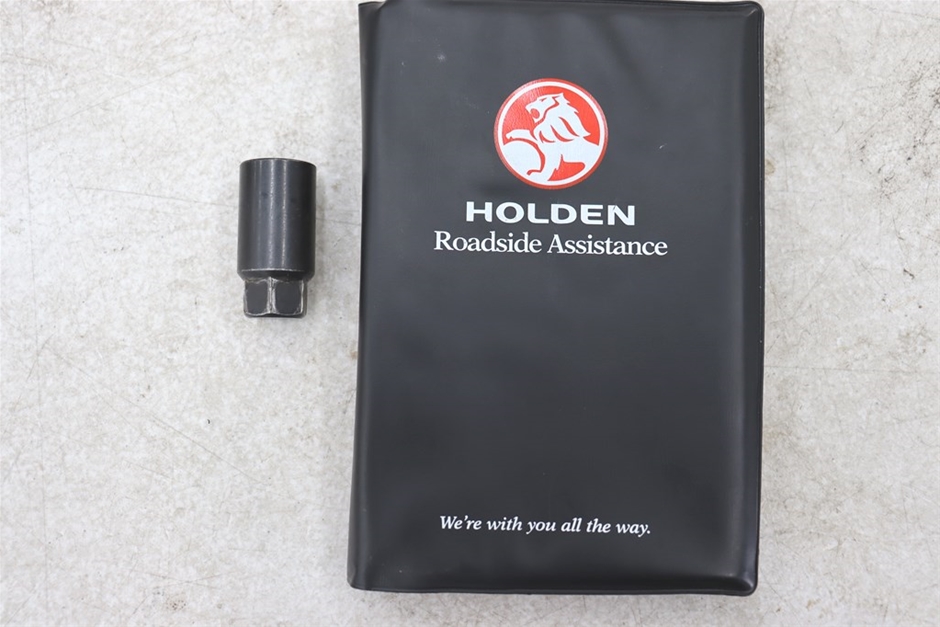 HOLDEN
Roadside Assistance
We're with you all the way.